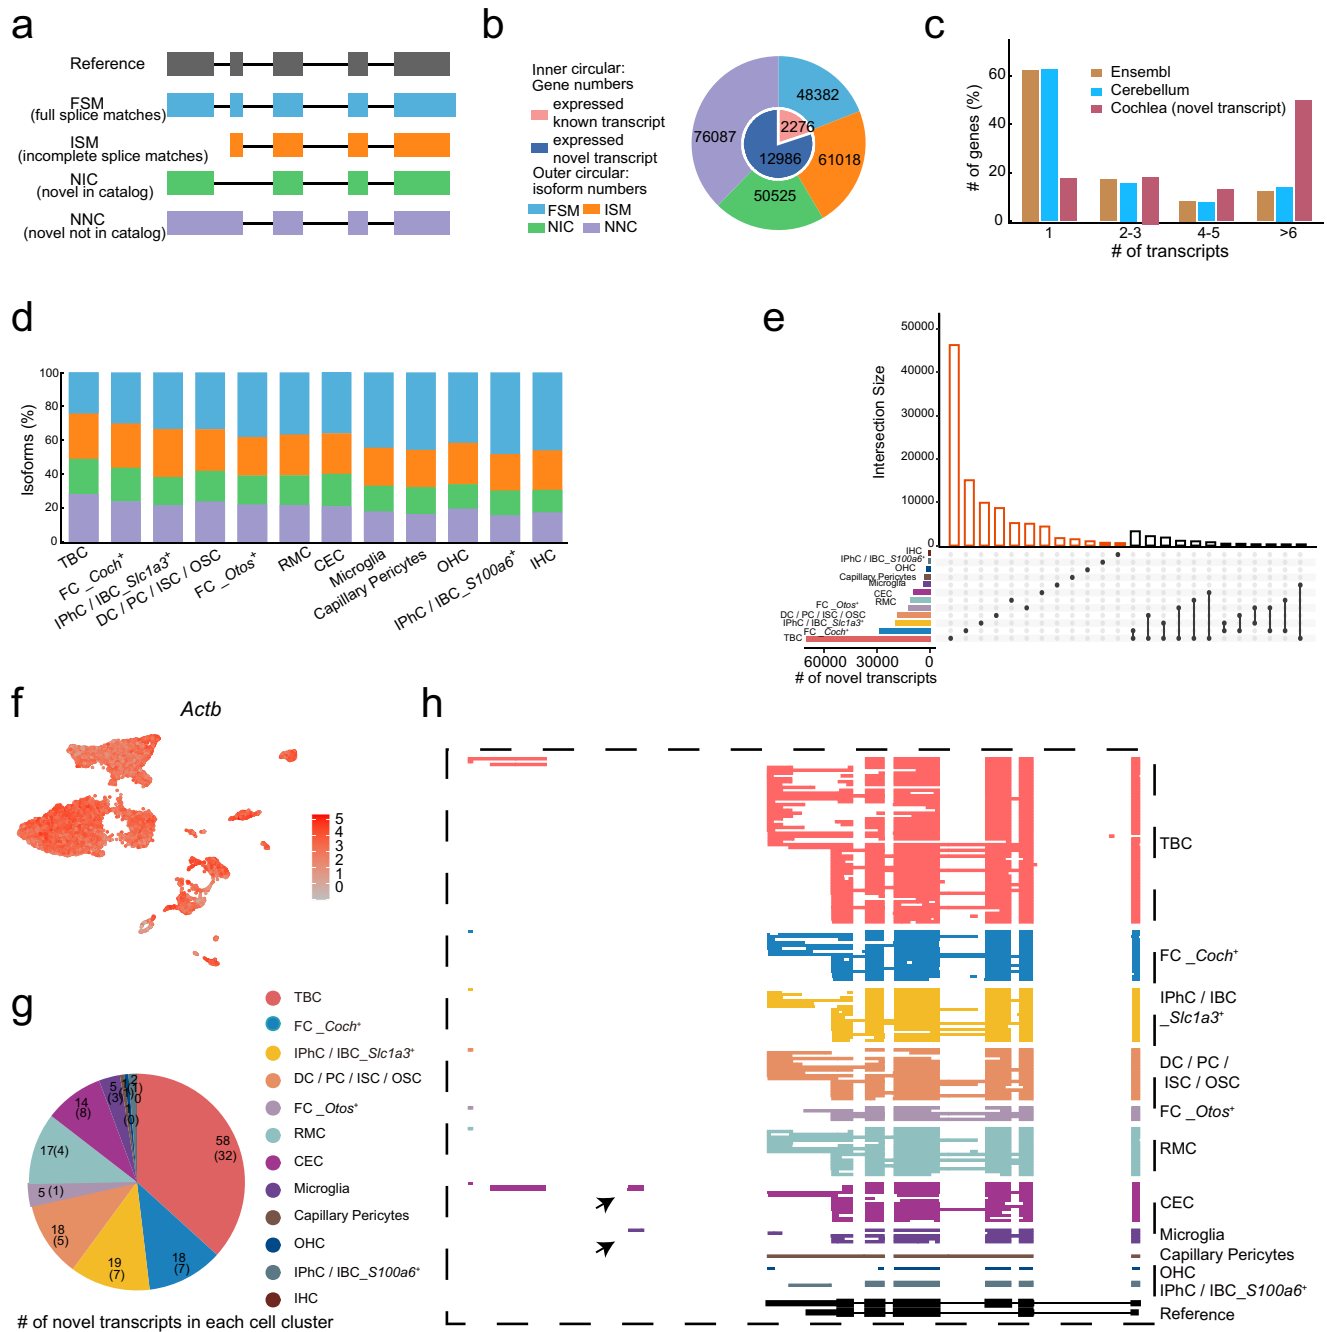 a
Reference
FSM
(full splice matches)
ISM
(incomplete splice matches)
NIC
(novel in catalog)
NNC
(novel not in catalog)
b
Inner circular:
Gene numbers
expressed
known transcript
expressed
novel transcript
Outer circular:
isoform numbers
FSM ISM
NIC NNC
48382
2276
76087
12986
61018
50525
c
# of genes (%)
60
40
20
0
Ensembl
Cerebellum
Cochlea (novel transcript)
1 2-3 4-5 >6
# of transcripts
d
Isoforms (%)
100
80
60
40
20
0
TBC
FC _Coch+
IPhC / IBC_Slc1a3+
DC / PC / ISC / OSC
FC _Otos+
RMC
CEC
Microglia
Capillary Pericytes
OHC
IPhC / IBC_S100a6+
IHC
e
Intersection Size
50000
40000
30000
20000
10000
0
IHC
IPhC / IBC_S100a6+
OHC
Capillary Pericytes
Microglia
CEC
RMC
FC _Otos+
DC / PC / ISC / OSC
IPhC / IBC_Slc1a3+
FC _Coch+
TBC
60000 30000 0
# of novel transcripts
f
Actb
5
4
3
2
1
0
g
58
(32)
18
(7)
19
(7)
18
(5)
5 (1)
17(4)
14
(8)
5
(3)
1
(0)
2
(1)
0
TBC
FC _Coch+
IPhC / IBC_Slc1a3+
DC / PC / ISC / OSC
FC _Otos+
RMC
CEC
Microglia
Capillary Pericytes
OHC
IPhC / IBC_S100a6+
IHC
# of novel transcripts in each cell cluster
h
TBC
FC _Coch+
IPhC / IBC
_Slc1a3+
DC / PC /
ISC / OSC
FC _Otos+
RMC
CEC
Microglia
Capillary Pericytes
OHC
IPhC / IBC_S100a6+
Reference